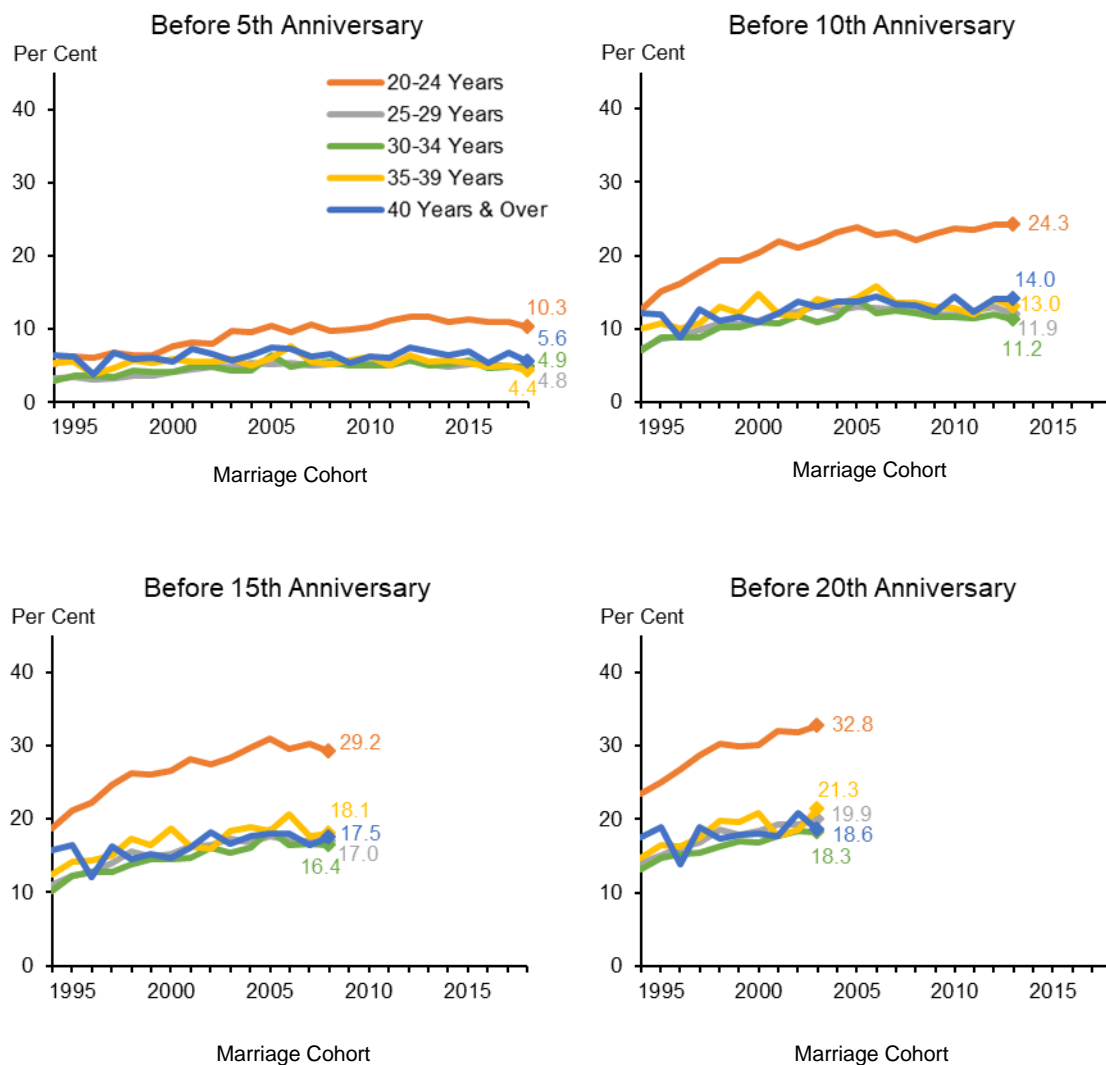 Before 5th Anniversary
Per Cent
40
30
20
10
0
20-24 Years
25-29 Years
30-34 Years
35-39 Years
40 Years & Over
10.3
5.6
4.9
4.8
4.4
1995 2000 2005 2010 2015
Marriage Cohort
Before 10th Anniversary
Per Cent
40
30
20
10
0
24.3
14.0
13.0
11.9
11.2
1995 2000 2005 2010 2015
Marriage Cohort
Before 15th Anniversary
Per Cent
40
30
20
10
0
29.2
18.1
17.5
17.0
16.4
1995 2000 2005 2010 2015
Marriage Cohort
Before 20th Anniversary
Per Cent
40
30
20
10
0
32.8
21.3
19.9
18.6
18.3
1995 2000 2005 2010 2015
Marriage Cohort